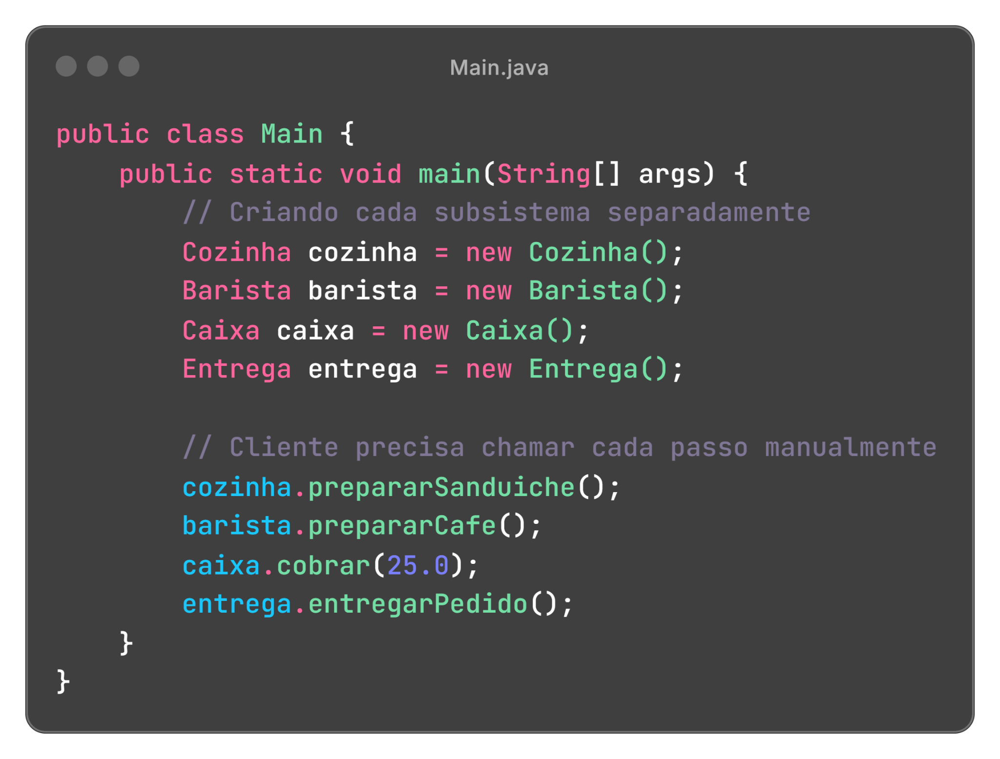 Main.java
public class Main {
    public static void main(String[] args) {
        // Criando cada subsistema separadamente
        Cozinha cozinha = new Cozinha();
        Barista barista = new Barista();
        Caixa caixa = new Caixa();
        Entrega entrega = new Entrega();

        // Cliente precisa chamar cada passo manualmente
        cozinha.prepararSanduiche();
        barista.prepararCafe();
        caixa.cobrar(25.0);
        entrega.entregarPedido();
    }
}